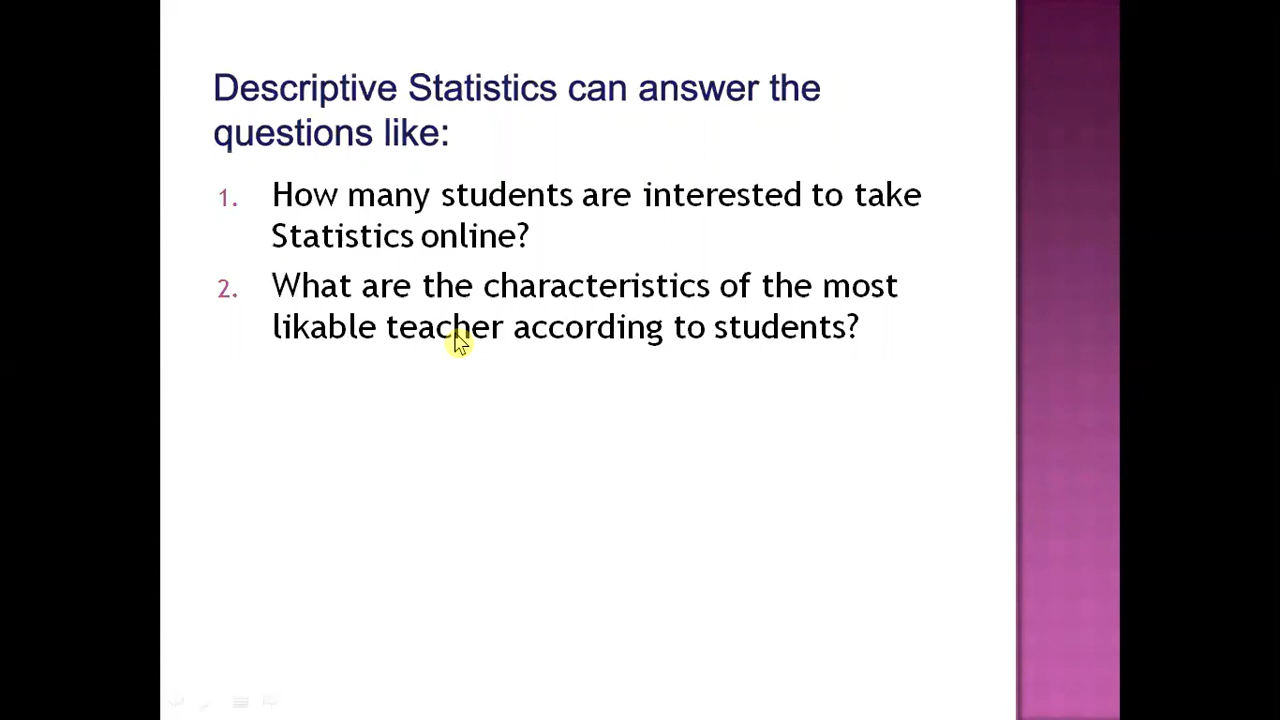 Descriptive Statistics can answer the
questions like:
1. How many students are interested to take
Statistics online?
2. What are the characteristics of the most
likable teacher according to students?